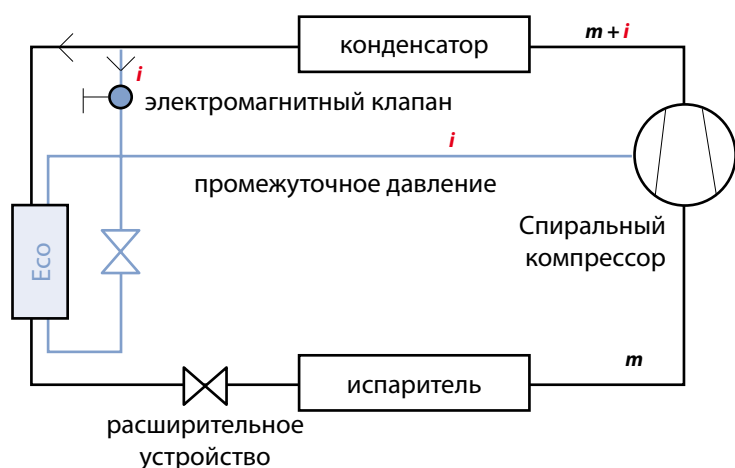 конденсатор
m + i
i
электромагнитный клапан
i
промежуточное давление
Спиральный
компрессор
Eco
m
испаритель
расширительное
устройство